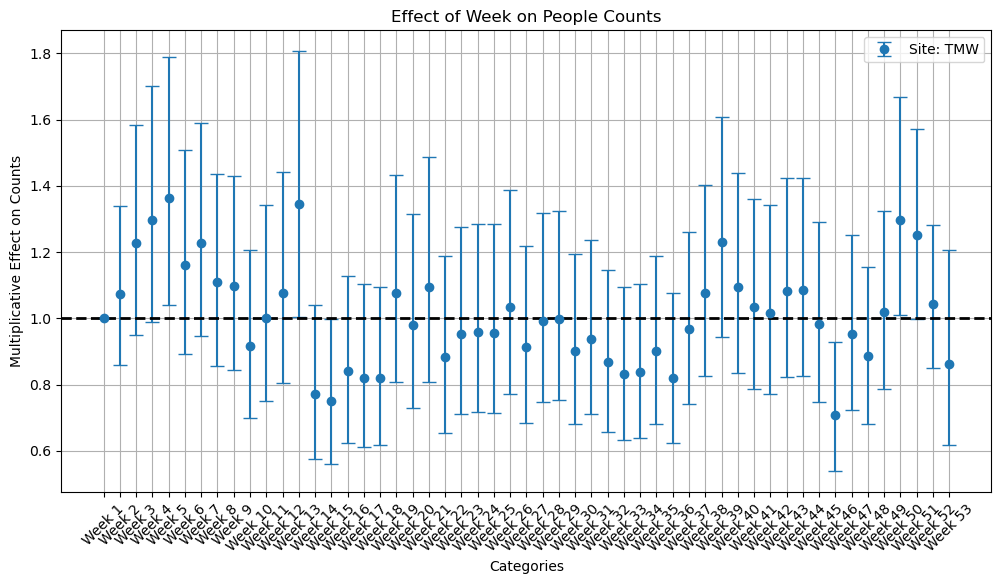 Effect of Week on People Counts
Site: TMW
Multiplicative Effect on Counts
1.8
1.6
1.4
1.2
1.0
0.8
0.6
Week 1
Week 2
Week 3
Week 4
Week 5
Week 6
Week 7
Week 8
Week 9
Week 10
Week 11
Week 12
Week 13
Week 14
Week 15
Week 16
Week 17
Week 18
Week 19
Week 20
Week 21
Week 22
Week 23
Week 24
Week 25
Week 26
Week 27
Week 28
Week 29
Week 30
Week 31
Week 32
Week 33
Week 34
Week 35
Week 36
Week 37
Week 38
Week 39
Week 40
Week 41
Week 42
Week 43
Week 44
Week 45
Week 46
Week 47
Week 48
Week 49
Week 50
Week 51
Week 52
Week 53
Categories